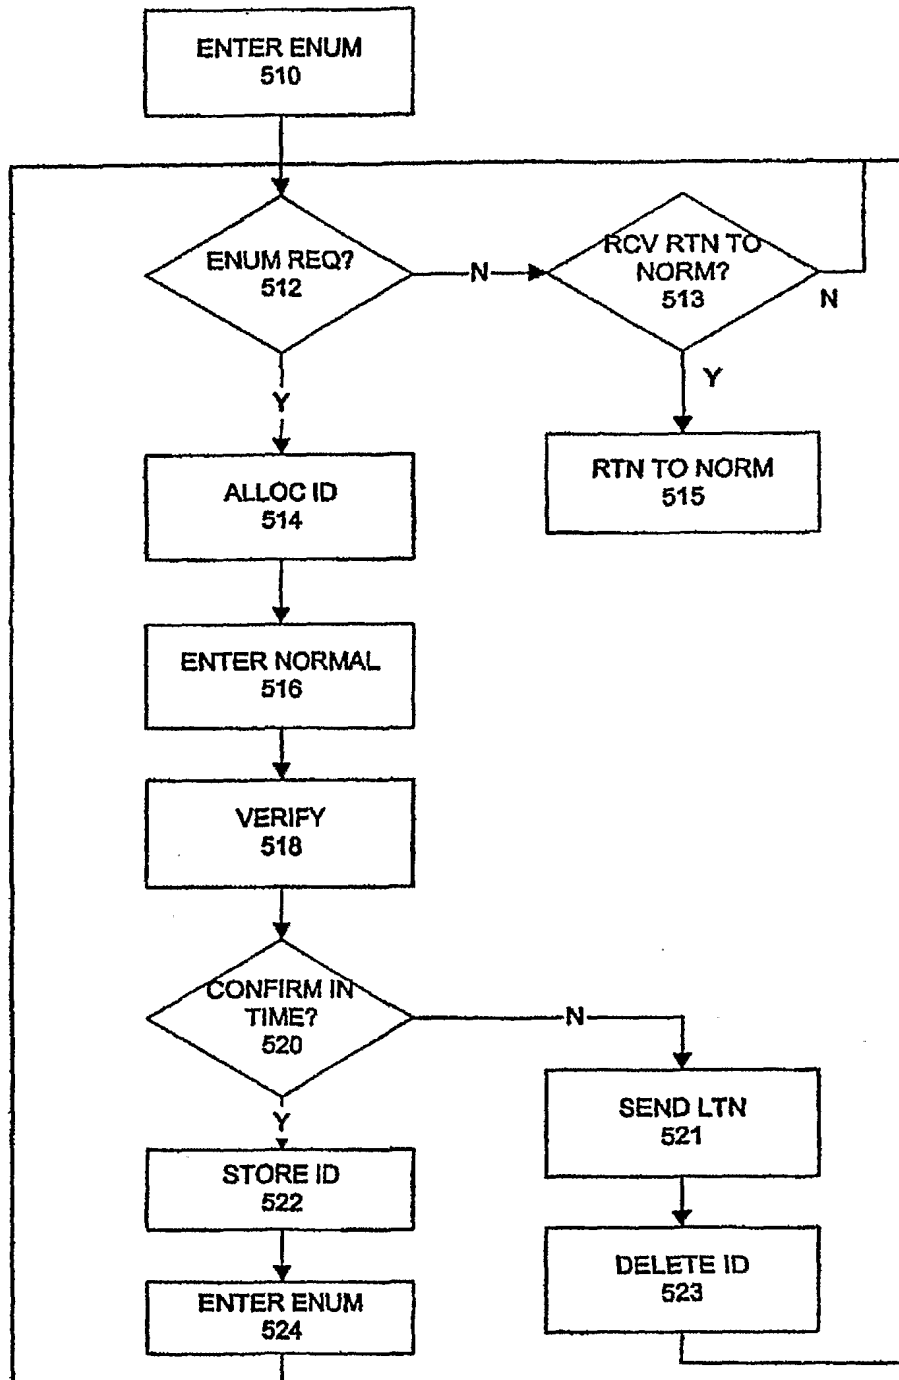 ENTER ENUM
510
ENUM REQ?
512
N
RCV RTN TO
NORM?
513
N
Y
Y
RTN TO NORM
515
ALLOC ID
514
ENTER NORMAL
516
VERIFY
518
CONFIRM IN
TIME?
520
N
SEND LTN
521
Y
STORE ID
522
DELETE ID
523
ENTER ENUM
524